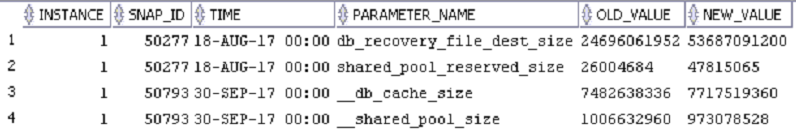 INSTANCE SNAP_ID TIME PARAMETER_NAME OLD_VALUE NEW_VALUE
1 1 50277 18-AUG-17 00:00 db_recovery_file_dest_size 24696061952 53687091200
2 1 50277 18-AUG-17 00:00 shared_pool_reserved_size 26004684 47815065
3 1 50793 30-SEP-17 00:00 __db_cache_size 7482638336 7717519360
4 1 50793 30-SEP-17 00:00 __shared_pool_size 1006632960 973078528